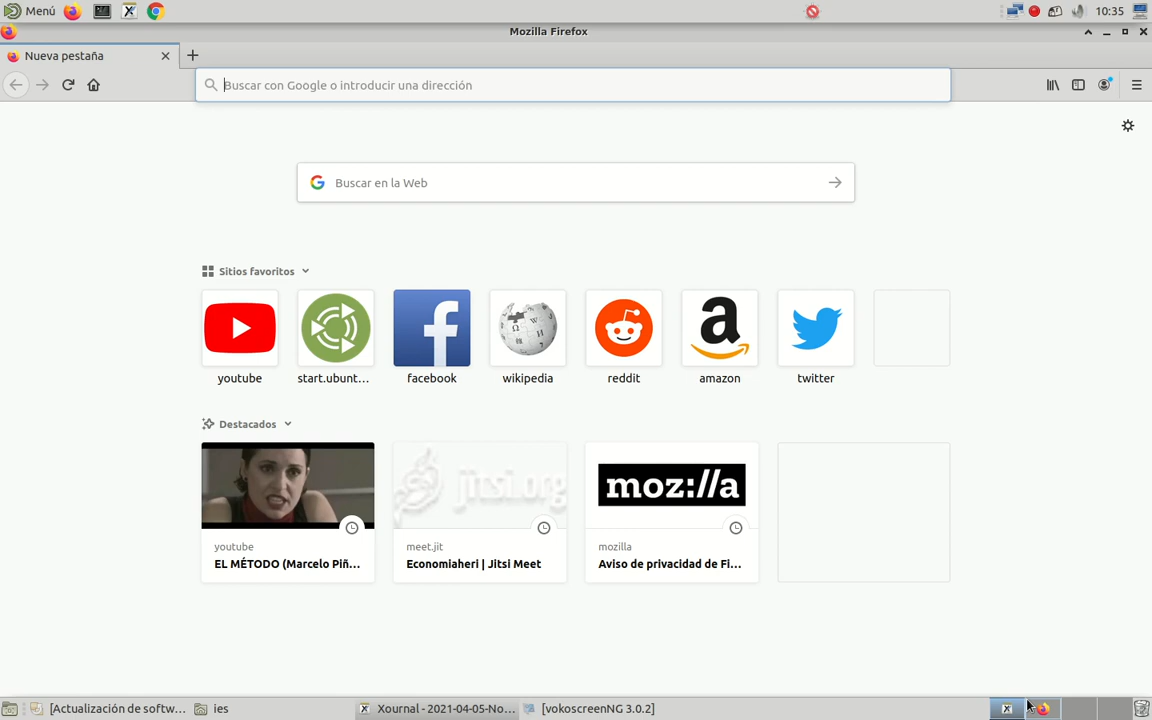 Menú
10:35
Mozilla Firefox
Nueva pestaña
Buscar con Google o introducir una dirección
Buscar en la Web
Sitios favoritos
youtube
start.ubunt...
facebook
wikipedia
reddit
amazon
twitter
Destacados
jitsi.org
moz://a
youtube
EL MÉTODO (Marcelo Piñ...
meet.jit
Economiaheri | Jitsi Meet
mozilla
Aviso de privacidad de Fi...
[Actualización de softw...
ies
Xournal - 2021-04-05-No...
[vokoscreenNG 3.0.2]